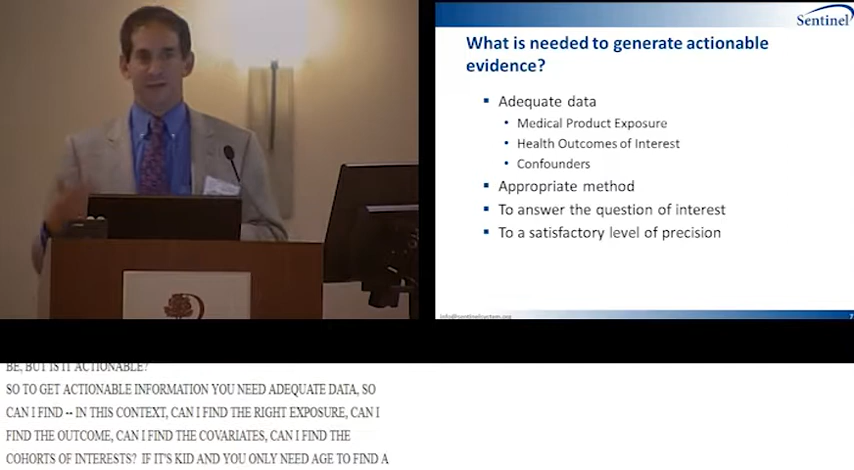 Sentinel
What is needed to generate actionable
evidence?
▪ Adequate data
• Medical Product Exposure
• Health Outcomes of Interest
• Confounders
▪ Appropriate method
▪ To answer the question of interest
▪ To a satisfactory level of precision
info@sentinelsystem.org
7
BE, BUT IS IT ACTIONABLE?
SO TO GET ACTIONABLE INFORMATION YOU NEED ADEQUATE DATA, SO
CAN I FIND -- IN THIS CONTEXT, CAN I FIND THE RIGHT EXPOSURE, CAN I
FIND THE OUTCOME, CAN I FIND THE COVARIATES, CAN I FIND THE
COHORTS OF INTERESTS? IF IT'S KID AND YOU ONLY NEED AGE TO FIND A